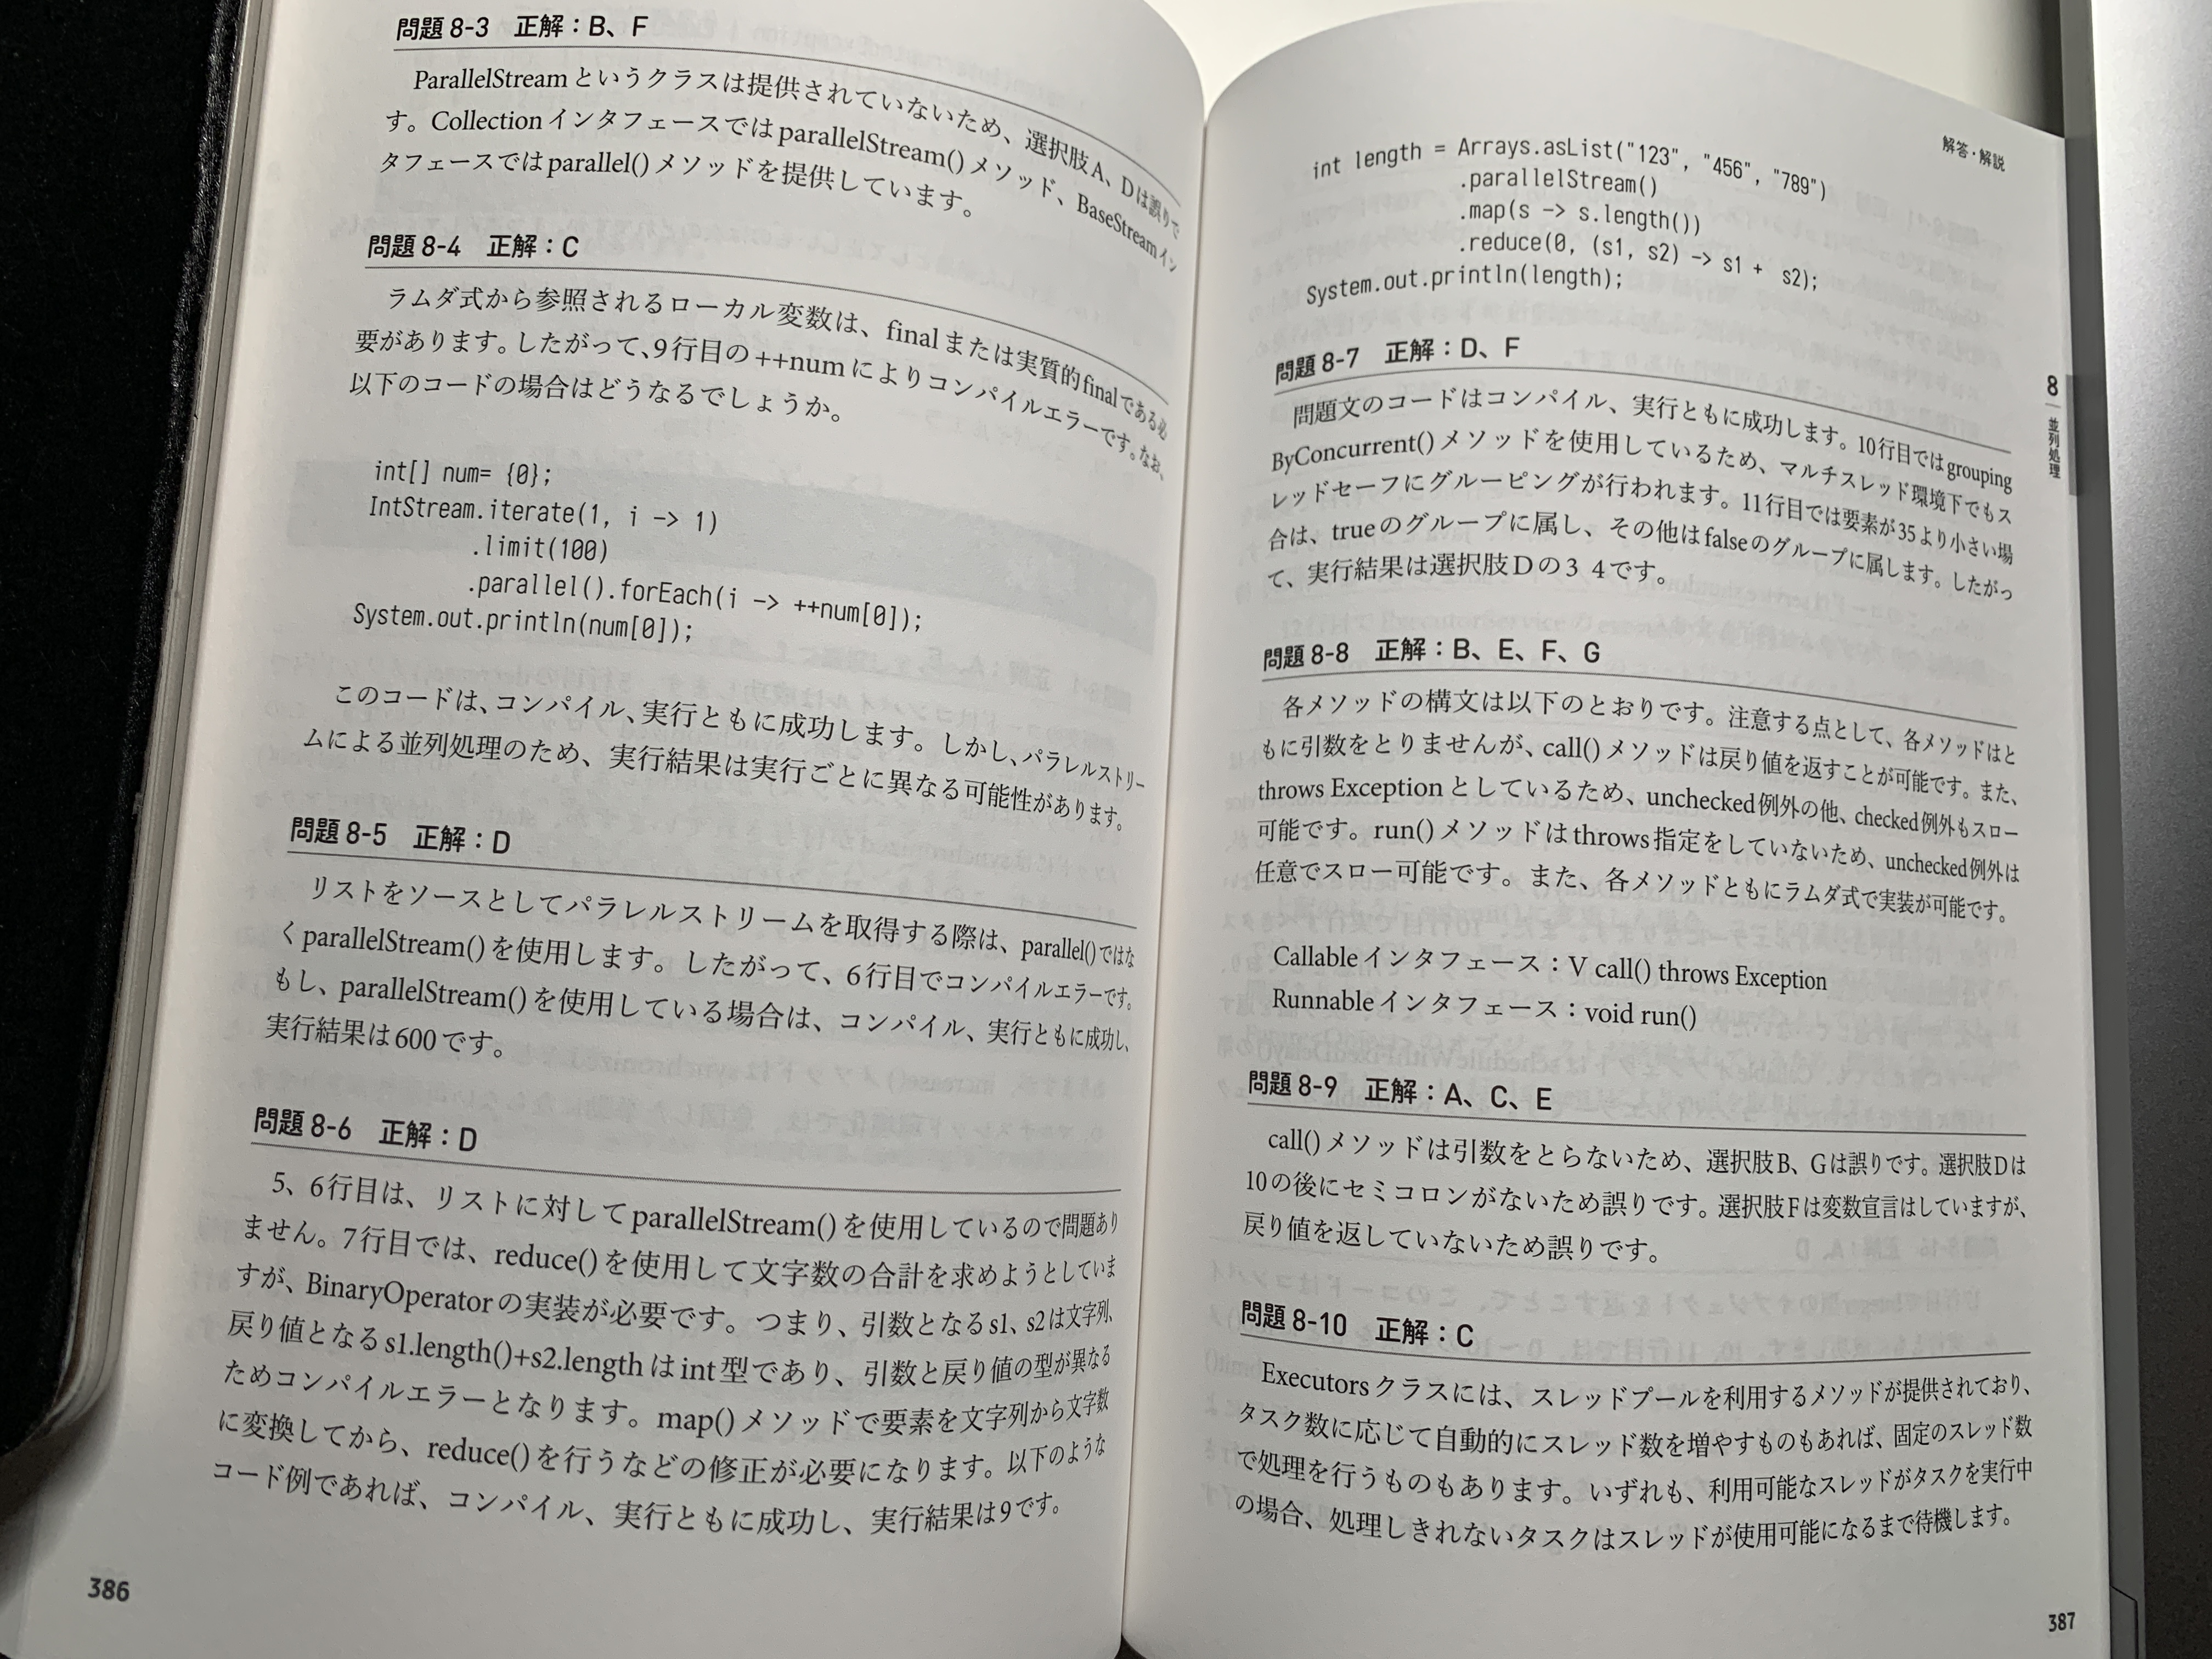 問題 8-3　正解：B、F
ParallelStreamというクラスは提供されていないため、選択肢A、Dは誤りで
す。Collectionインタフェースでは parallelStream() メソッド、BaseStreamイン
タフェースでは parallel() メソッドを提供しています。
問題 8-4　正解：C
ラムダ式から参照されるローカル変数は、finalまたは実質的finalである必
要があります。したがって、9行目の ++num によりコンパイルエラーです。なお、
以下のコードの場合はどうなるでしょうか。
int[] num= {0};
IntStream.iterate(1, i -> 1)
.limit(100)
.parallel().forEach(i -> ++num[0]);
System.out.println(num[0]);
このコードは、コンパイル、実行ともに成功します。しかし、パラレルストリー
ムによる並列処理のため、実行結果は実行ごとに異なる可能性があります。
問題 8-5　正解：D
リストをソースとしてパラレルストリームを取得する際は、parallel()ではな
く parallelStream() を使用します。したがって、6行目でコンパイルエラーです。
もし、parallelStream() を使用している場合は、コンパイル、実行ともに成功し、
実行結果は600です。
問題 8-6　正解：D
5、6行目は、リストに対して parallelStream() を使用しているので問題あり
ません。7行目では、reduce() を使用して文字数の合計を求めようとしていま
すが、BinaryOperatorの実装が必要です。つまり、引数となるs1、s2は文字列、
戻り値となるs1.length()+s2.lengthはint型であり、引数と戻り値の型が異なる
ためコンパイルエラーとなります。map() メソッドで要素を文字列から文字数
に変換してから、reduce() を行うなどの修正が必要になります。以下のような
コード例であれば、コンパイル、実行ともに成功し、実行結果は9です。
386
解答・解説
int length = Arrays.asList("123", "456", "789")
.parallelStream()
.map(s -> s.length())
.reduce(0, (s1, s2) -> s1 + s2);
System.out.println(length);
問題 8-7　正解：D、F
問題文のコードはコンパイル、実行ともに成功します。10行目ではgrouping
ByConcurrent() メソッドを使用しているため、マルチスレッド環境下でもス
レッドセーフにグルーピングが行われます。11行目では要素が35より小さい場
合は、trueのグループに属し、その他はfalseのグループに属します。したがっ
て、実行結果は選択肢Dの3 4です。
問題 8-8　正解：B、E、F、G
各メソッドの構文は以下のとおりです。注意する点として、各メソッドはと
もに引数をとりませんが、call() メソッドは戻り値を返すことが可能です。また、
throws Exceptionとしているため、unchecked例外の他、checked例外もスロー
可能です。run() メソッドはthrows指定をしていないため、unchecked例外は
任意でスロー可能です。また、各メソッドともにラムダ式で実装が可能です。
Callableインタフェース：V call() throws Exception
Runnableインタフェース：void run()
問題 8-9　正解：A、C、E
call() メソッドは引数をとらないため、選択肢B、Gは誤りです。選択肢Dは
10の後にセミコロンがないため誤りです。選択肢Fは変数宣言はしていますが、
戻り値を返していないため誤りです。
問題 8-10　正解：C
Executorsクラスには、スレッドプールを利用するメソッドが提供されており、
タスク数に応じて自動的にスレッド数を増やすものもあれば、固定のスレッド数
で処理を行うものもあります。いずれも、利用可能なスレッドがタスクを実行中
の場合、処理しきれないタスクはスレッドが使用可能になるまで待機します。
8
並列処理
387